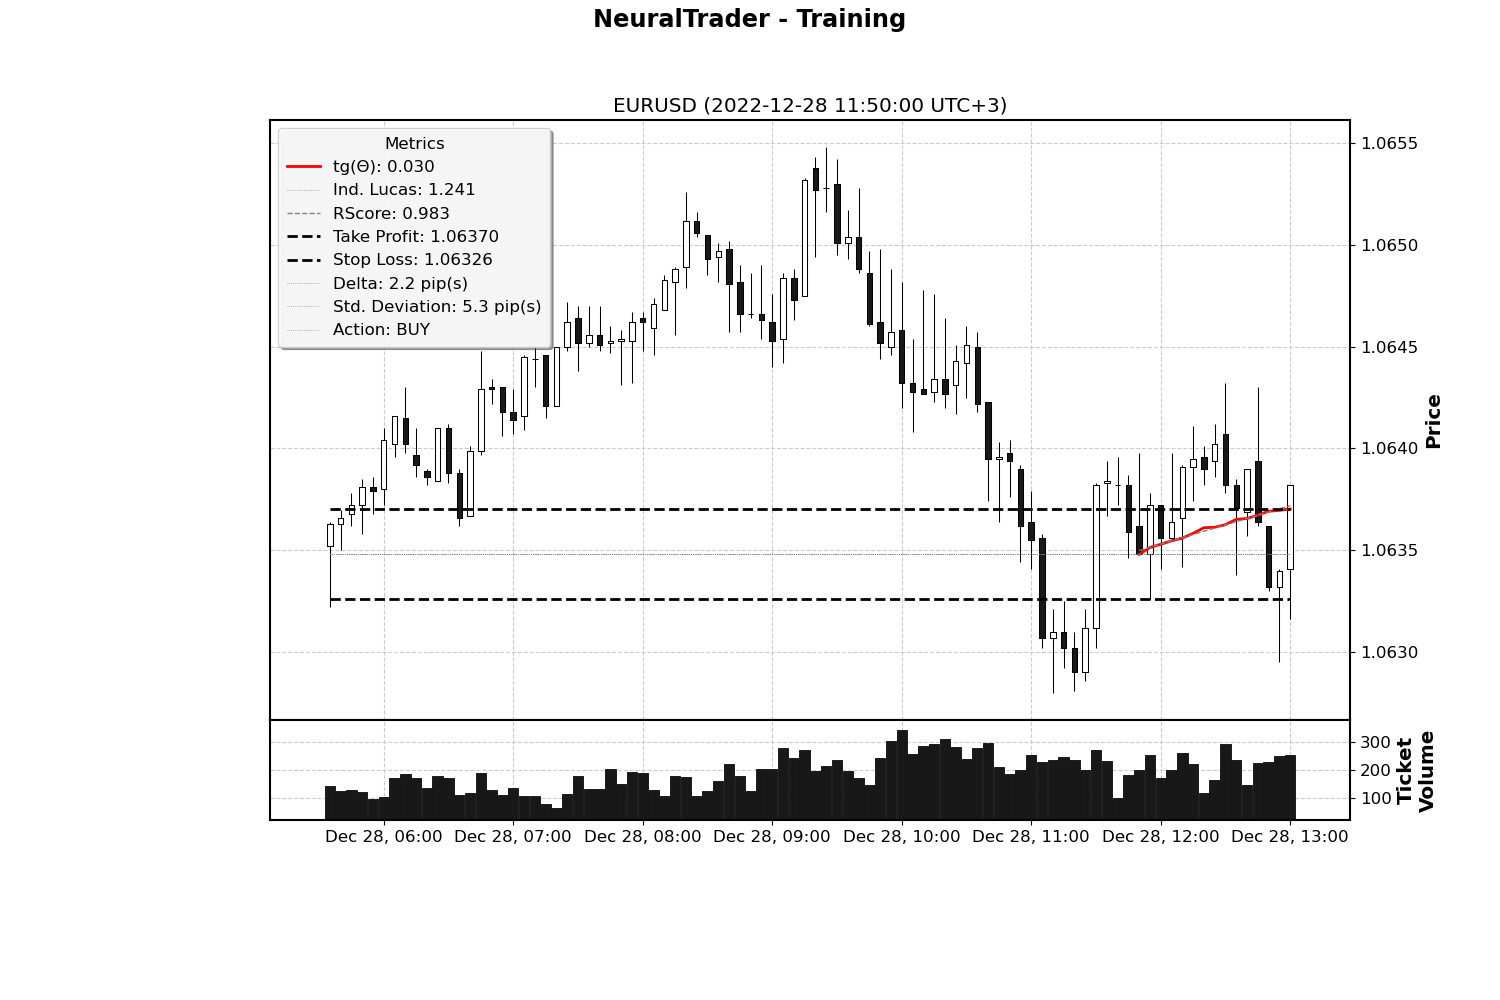 NeuralTrader - Training
EURUSD (2022-12-28 11:50:00 UTC+3)
Metrics
tg(Θ): 0.030
Ind. Lucas: 1.241
RScore: 0.983
Take Profit: 1.06370
Stop Loss: 1.06326
Delta: 2.2 pip(s)
Std. Deviation: 5.3 pip(s)
Action: BUY
1.0655
1.0650
1.0645
1.0640
1.0635
1.0630
Price
300
200
100
Ticket
Volume
Dec 28, 06:00 Dec 28, 07:00 Dec 28, 08:00 Dec 28, 09:00 Dec 28, 10:00 Dec 28, 11:00 Dec 28, 12:00 Dec 28, 13:00